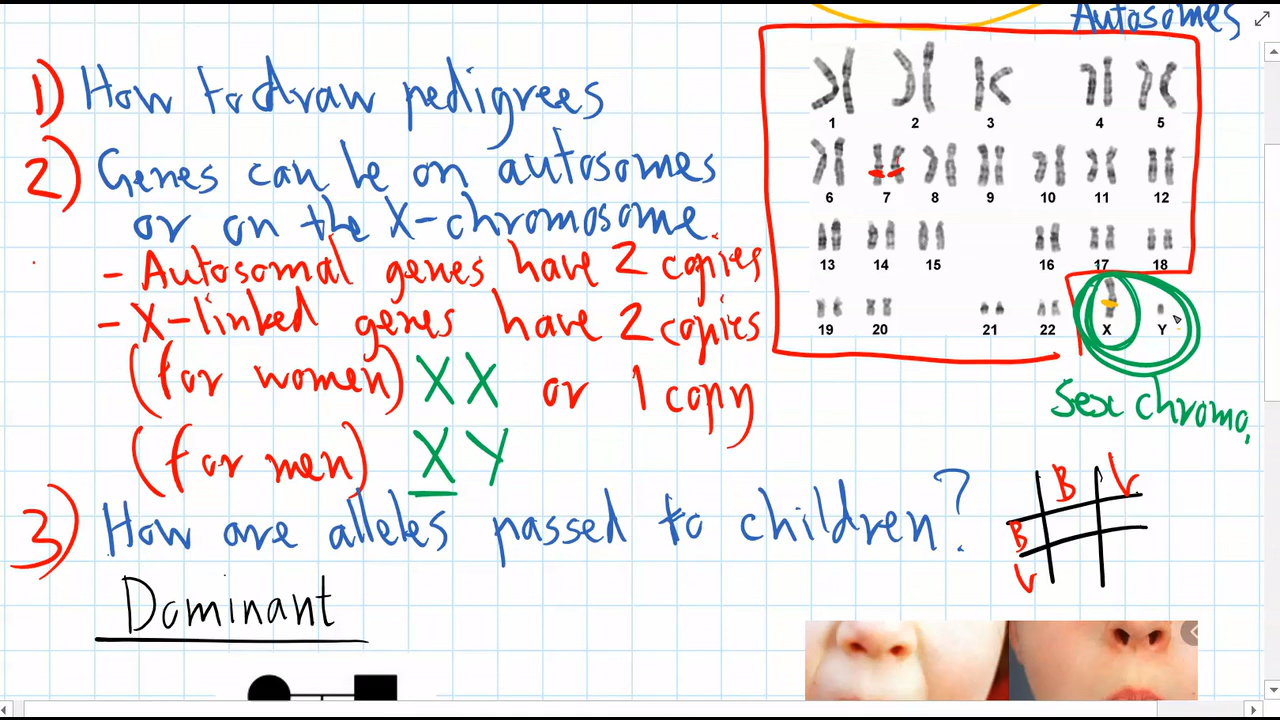 1) How to draw pedigrees
2) Genes can be on autosomes
or on the X-chromosome
- Autosomal genes have 2 copies
- X-linked genes have 2 copies
(for women) XX or 1 copy
(for men) XY
3) How are alleles passed to children?
Dominant
Autosomes
1 2 3 4 5
6 7 8 9 10 11 12
13 14 15 16 17 18
19 20 21 22 X Y
Sex chromo,
B
B